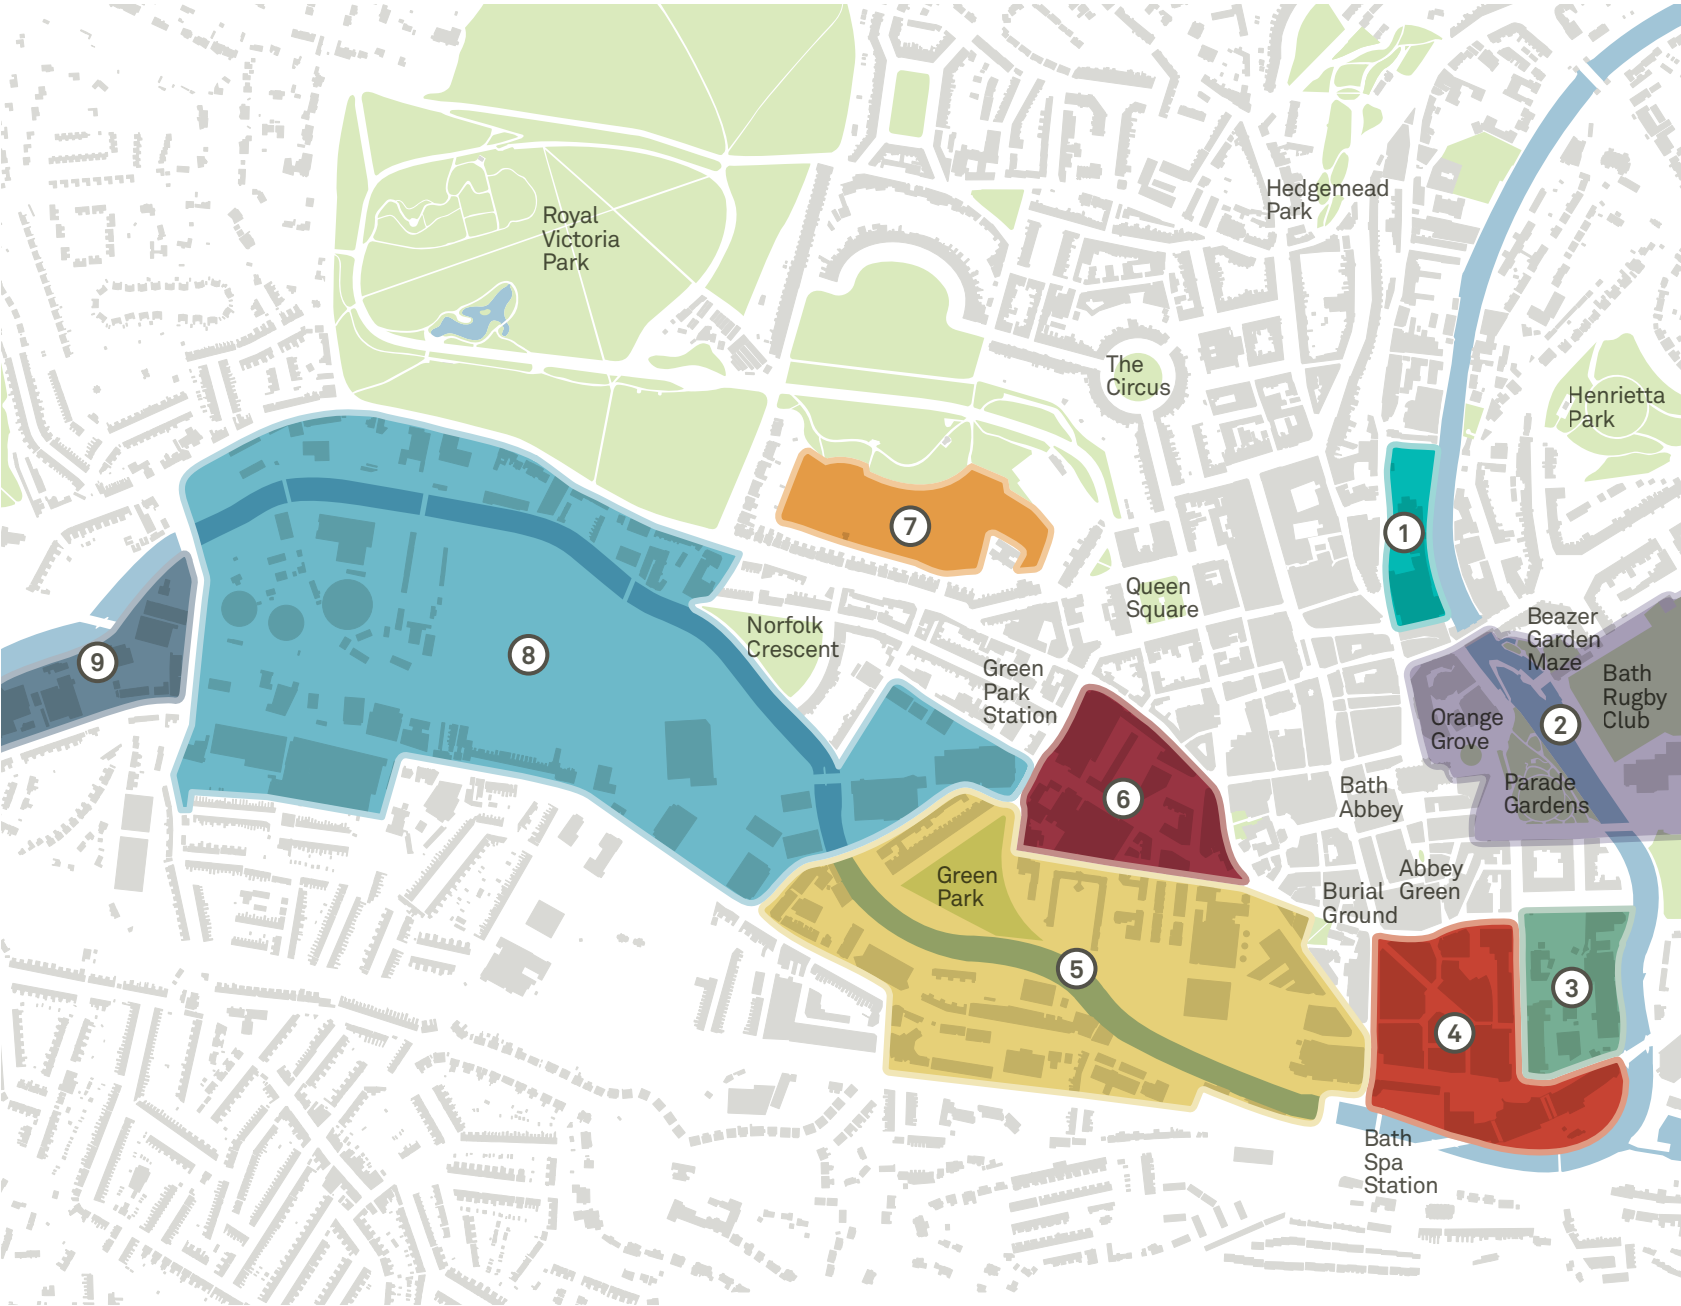 Hedgemead
Park
Royal
Victoria
Park
The
Circus
Henrietta
Park
7
1
Queen
Square
Beazer
Garden
Maze
Norfolk
Crescent
8
9
Green
Park
Station
Bath
Rugby
Club
Orange
Grove
2
Bath
Abbey
Parade
Gardens
6
Green
Park
Abbey
Green
Burial
Ground
5
3
4
Bath
Spa
Station